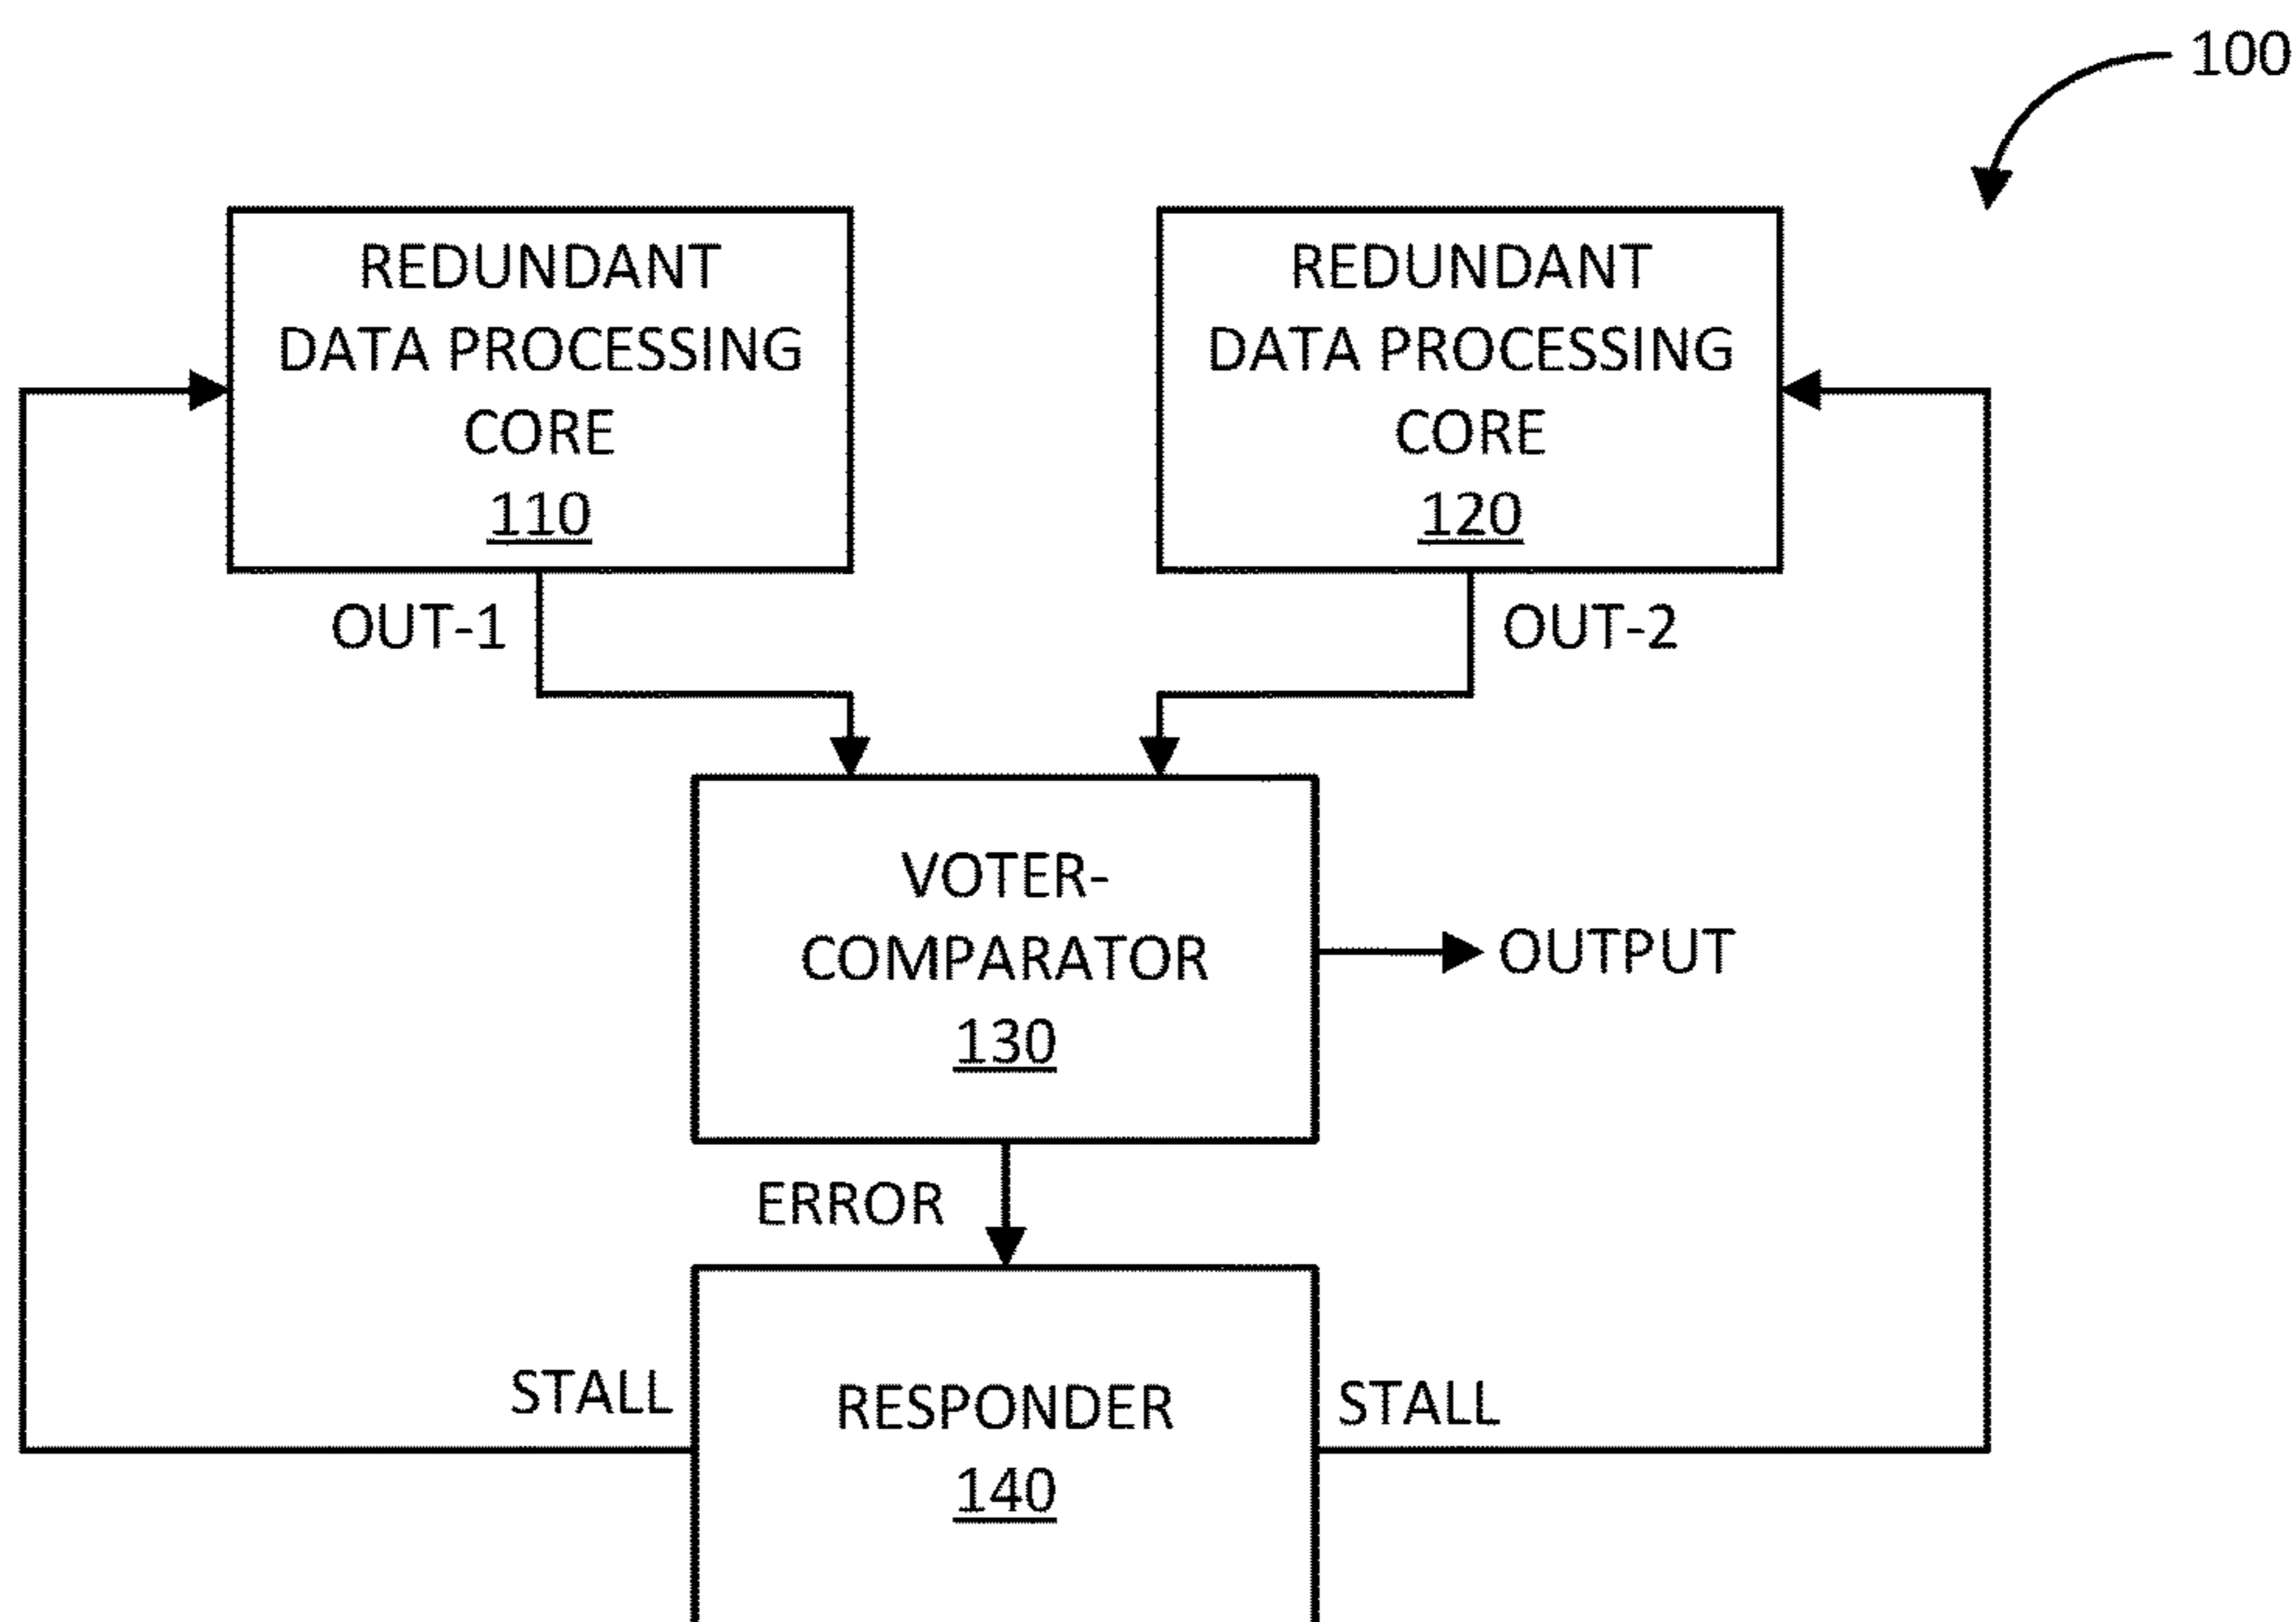 100
REDUNDANT
DATA PROCESSING
CORE
110
REDUNDANT
DATA PROCESSING
CORE
120
OUT-1
OUT-2
VOTER-
COMPARATOR
130
OUTPUT
ERROR
STALL
RESPONDER
140
STALL